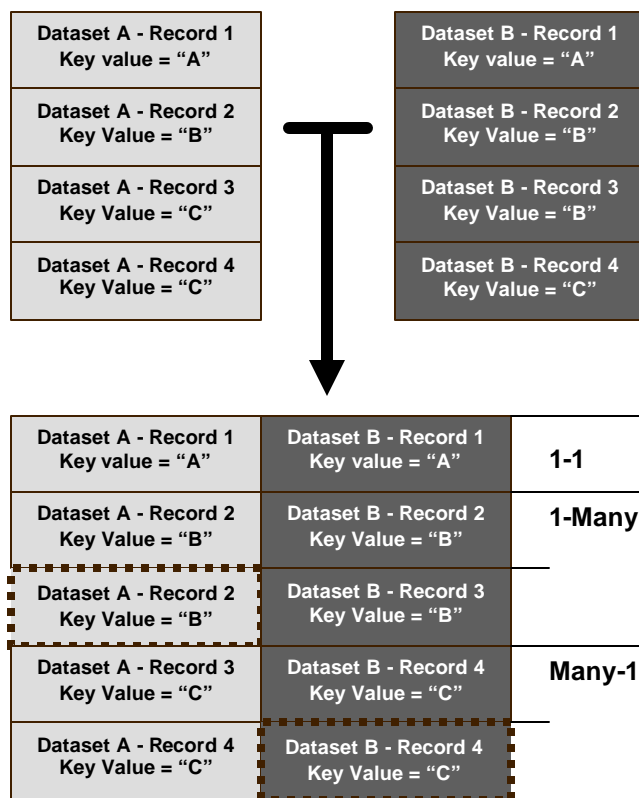 Dataset A - Record 1
Key value = “A”
Dataset A - Record 2
Key Value = “B”
Dataset A - Record 3
Key Value = “C”
Dataset A - Record 4
Key Value = “C”
Dataset B - Record 1
Key value = “A”
Dataset B - Record 2
Key Value = “B”
Dataset B - Record 3
Key Value = “B”
Dataset B - Record 4
Key Value = “C”
Dataset A - Record 1
Key value = “A”
Dataset B - Record 1
Key value = “A”
1-1
Dataset A - Record 2
Key Value = “B”
Dataset B - Record 2
Key Value = “B”
1-Many
Dataset A - Record 2
Key Value = “B”
Dataset B - Record 3
Key Value = “B”
Dataset A - Record 3
Key Value = “C”
Dataset B - Record 4
Key Value = “C”
Many-1
Dataset A - Record 4
Key Value = “C”
Dataset B - Record 4
Key Value = “C”